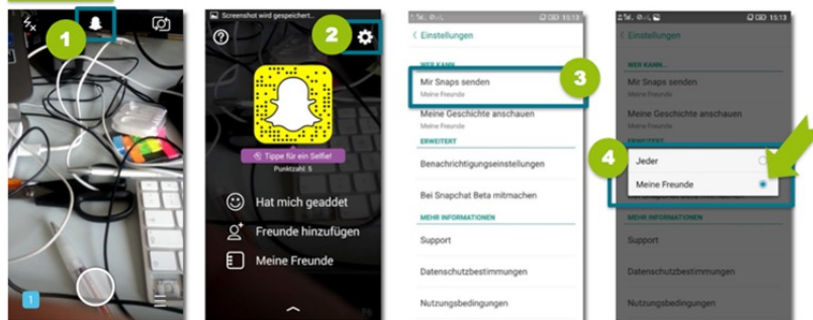 1
1
Screenshot wird gespeichert...
2
Tippe für ein Selfie!
Punktzahl: 5
Hat mich geaddet
Freunde hinzufügen
Meine Freunde
15:13
Einstellungen
WER KANN...
Mir Snaps senden
Meine Freunde
3
Meine Geschichte anschauen
Meine Freunde
ERWEITERT
Benachrichtigungseinstellungen
Bei Snapchat Beta mitmachen
MEHR INFORMATIONEN
Support
Datenschutzbestimmungen
Nutzungsbedingungen
15:13
Einstellungen
WER KANN...
Mir Snaps senden
Meine Freunde
Meine Geschichte anschauen
Meine Freunde
ERWEITERT
4
Jeder
Meine Freunde
MEHR INFORMATIONEN
Support
Datenschutzbestimmungen
Nutzungsbedingungen